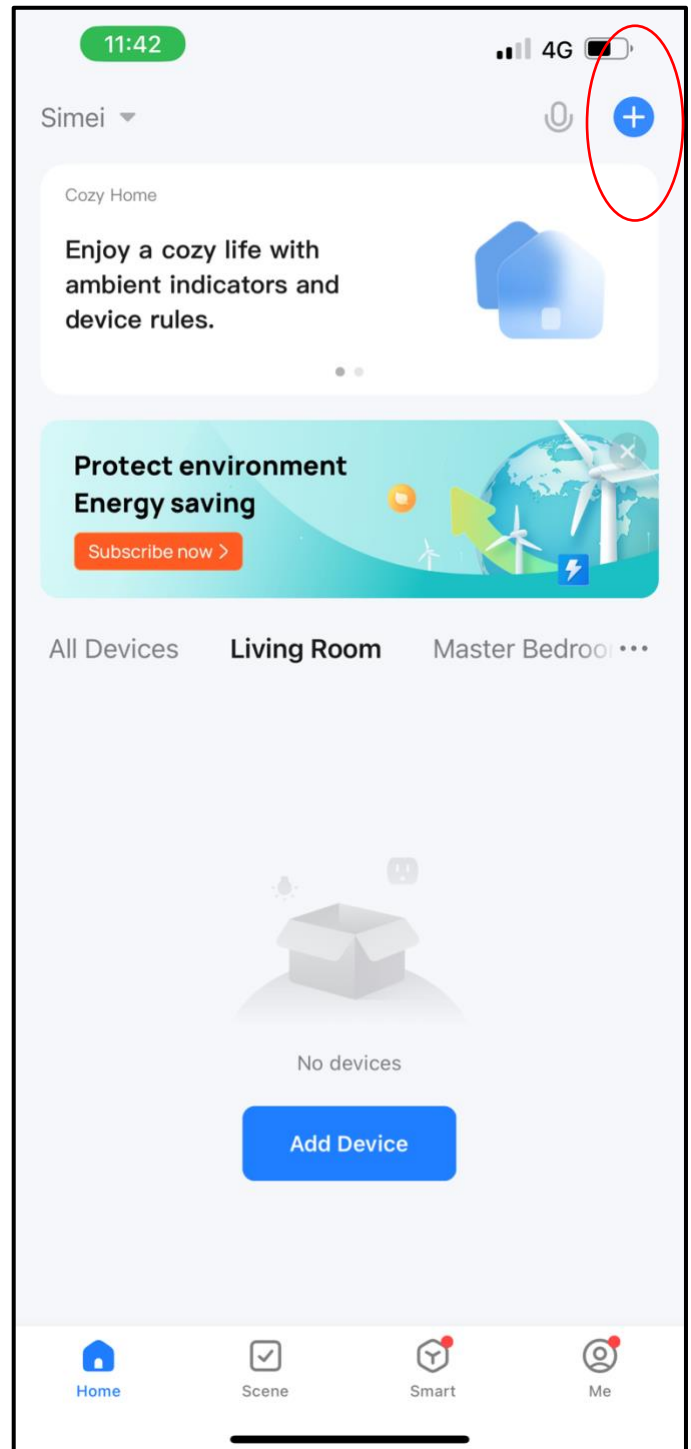 11:42 4G
Simei
Cozy Home
Enjoy a cozy life with
ambient indicators and
device rules.
Protect environment
Energy saving
Subscribe now >
All Devices Living Room Master Bedroo ...
No devices
Add Device
Home Scene Smart Me